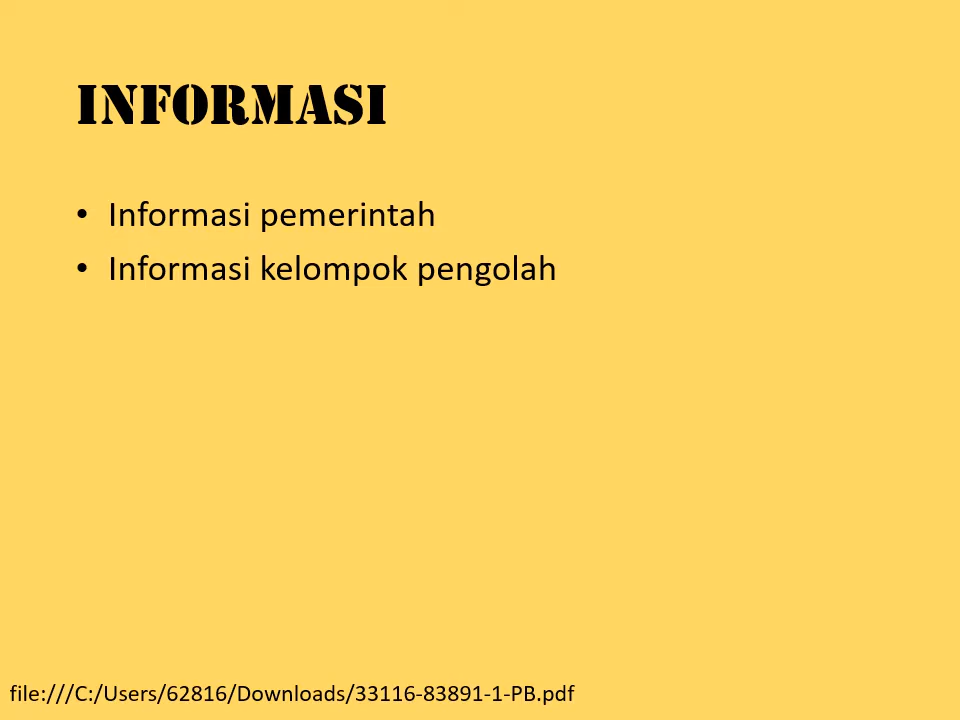 INFORMASI
• Informasi pemerintah
• Informasi kelompok pengolah
file:///C:/Users/62816/Downloads/33116-83891-1-PB.pdf